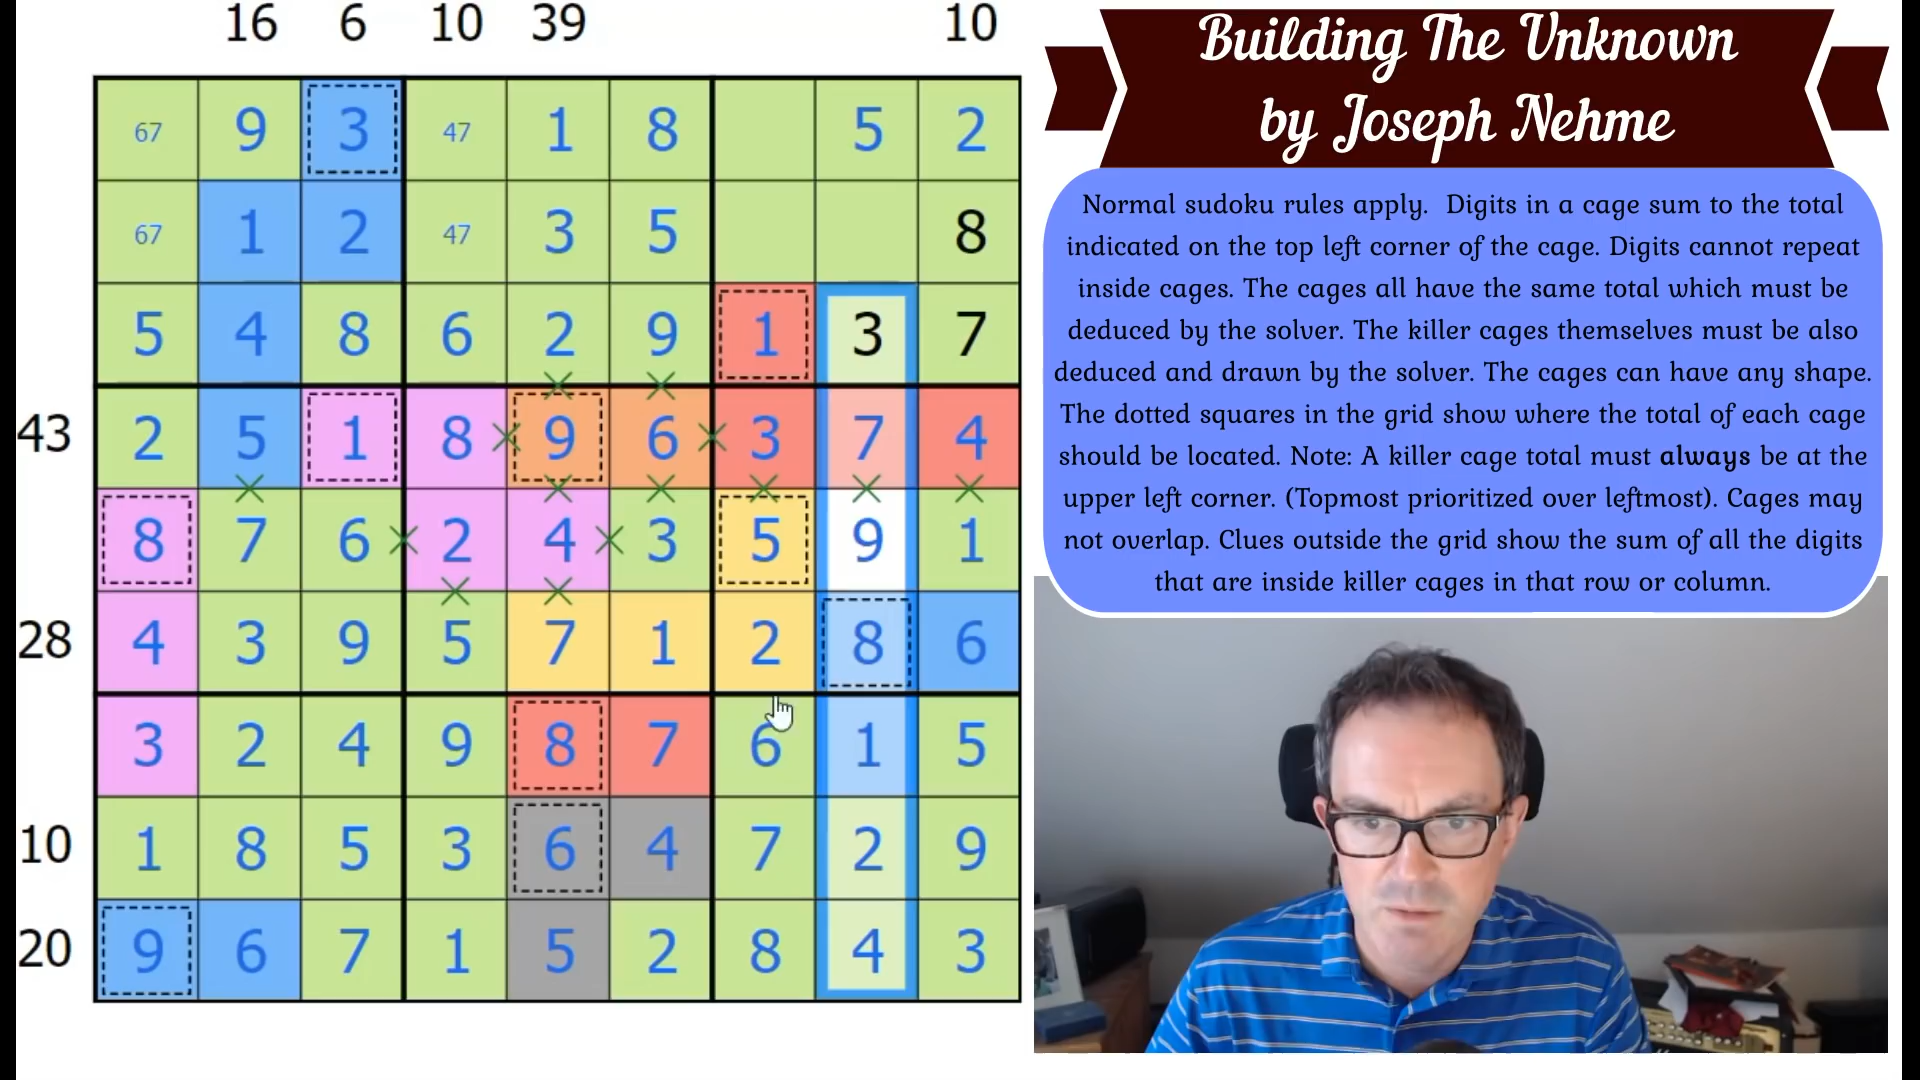 16 6 10 39 10
67 9 3 47 1 8 5 2
67 1 2 47 3 5 8
5 4 8 6 2 9 1 3 7
43 2 5 1 8 9 6 3 7 4
8 7 6 2 4 3 5 9 1
28 4 3 9 5 7 1 2 8 6
3 2 4 9 8 7 6 1 5
10 1 8 5 3 6 4 7 2 9
20 9 6 7 1 5 2 8 4 3
Building The Unknown
by Joseph Nehme
Normal sudoku rules apply. Digits in a cage sum to the total
indicated on the top left corner of the cage. Digits cannot repeat
inside cages. The cages all have the same total which must be
deduced by the solver. The killer cages themselves must be also
deduced and drawn by the solver. The cages can have any shape.
The dotted squares in the grid show where the total of each cage
should be located. Note: A killer cage total must always be at the
upper left corner. (Topmost prioritized over leftmost). Cages may
not overlap. Clues outside the grid show the sum of all the digits
that are inside killer cages in that row or column.